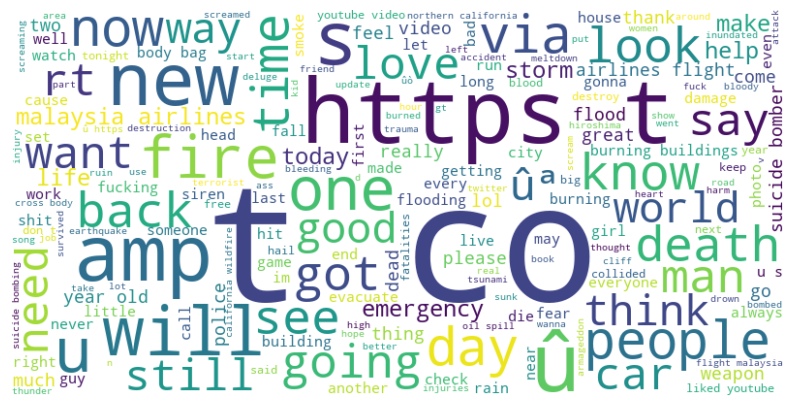 screaming
area
tonight
screamed
women
left
around
attack
youtube video
northern california
inundated
now
way
two
well
watch
body bag
start
friend
smoke
feel
let
video
bad
run
house
thank
make
help
even
suicide bomber
rt
new
time
deluge
kid
s
love
via
look
accident
meltdown
put
storm
airlines flight
come
malaysia airlines
cause
part
û https
update
üò
blood
long
gonna
destroy
fuck
bloody
damage
https
t
say
want
fire
set
destruction
injury
head
fall
first
hour
burned
gt
trauma
city
flood
great
hiroshima
show
went
burning buildings
year
life
today
really
made
one
getting
scream
twitter
û
ª
big
burning
know
photo
v
keep
work
ruin
use
fucking
siren
terrorist
bleeding
d
every
flooding
lol
road
heart
harm
back
cross body
shit
ass
last
free
good
t co
girl
world
next
thought
don t
job
song
someone
survived
earthquake
california wildfire
hit
hail
game
im
end
dead
fatalities
live
please
real
tsunami
may
book
cliff
collided
death
u s
amp
got
evacuate
emergency
sunk
everyone
man
go
always
bombed
need
year old
take
lot
never
little
police
call
building
thing
high
hope
better
oil spill
die
fear
wanna
think
drown
armageddon
suicide bombing
u
will
see
day
near
people
right
much
guy
thunder
n
said
still
going
another
injuries
check
rain
car
flight malaysia
weapon
liked youtube